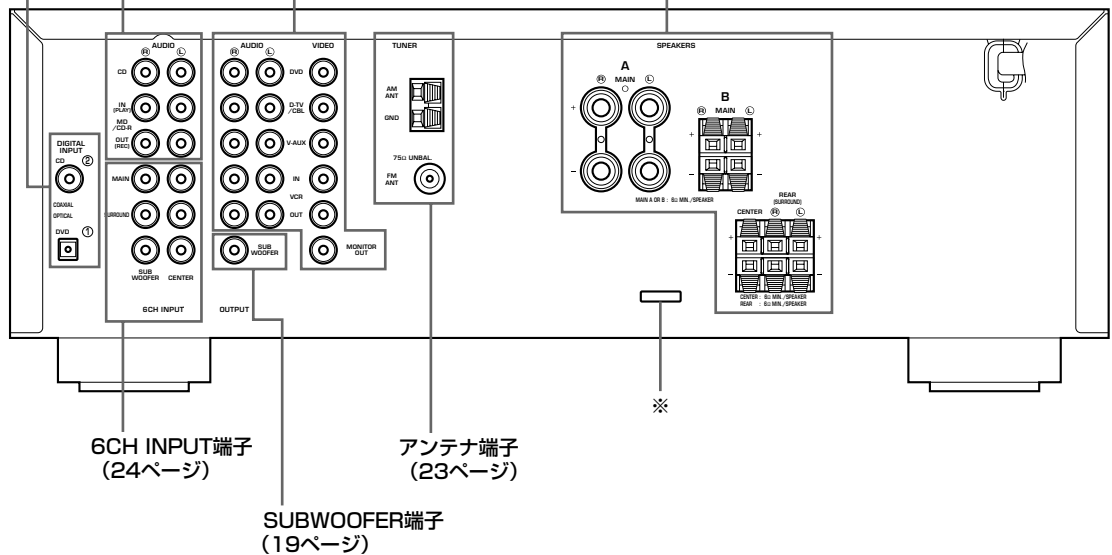 AUDIO
R L
CD
IN
(PLAY)
MD
/CD-R
OUT
(REC)
DIGITAL
INPUT
CD ②
COAXIAL
OPTICAL
DVD ①
MAIN
SURROUND
SUB
WOOFER CENTER
6CH INPUT
AUDIO VIDEO
R L
DVD
D-TV
/CBL
V-AUX
IN
VCR
OUT
SUB
WOOFER
MONITOR
OUT
OUTPUT
TUNER
AM
ANT
GND
75Ω UNBAL.
FM
ANT
SPEAKERS
A
R MAIN L
+
−
B
R MAIN L
+ +
− −
MAIN A OR B : 6Ω MIN./SPEAKER
REAR
(SURROUND)
CENTER R L
+ +
− −
CENTER : 6Ω MIN./SPEAKER
REAR : 6Ω MIN./SPEAKER
※
6CH INPUT端子
(24ページ)
アンテナ端子
(23ページ)
SUBWOOFER端子
(19ページ)